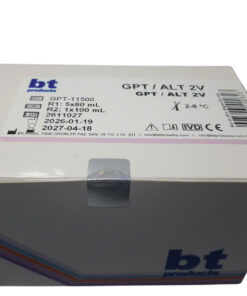 bt
products
GPT / ALT 2V
GPT / ALT 2V
GPT-11500
R1: 5x80 mL
R2: 1x100 mL
2-8 °C
LOT
2611027
2026-01-19
2027-04-18
IVD
CE
bt
products